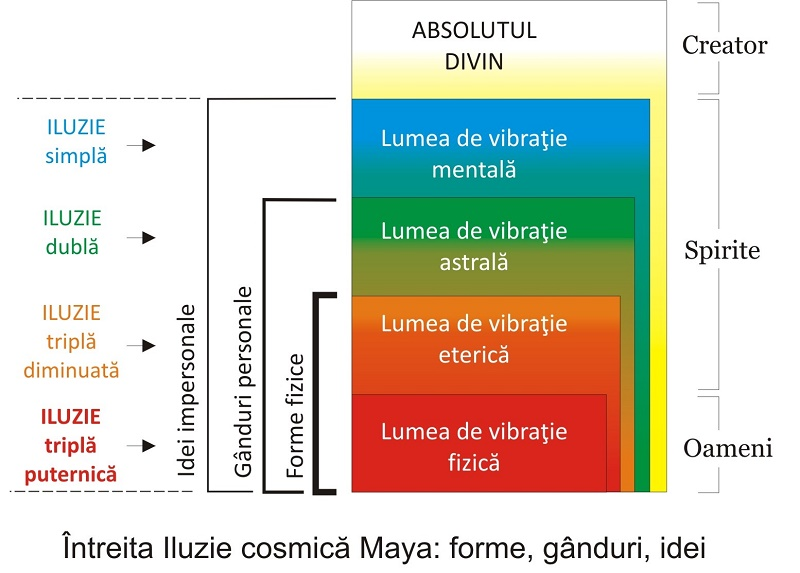 ABSOLUTUL
DIVIN
Creator
ILUZIE
simplă
Lumea de vibraţie
mentală
ILUZIE
dublă
Lumea de vibraţie
astrală
Spirite
ILUZIE
triplă
diminuată
Lumea de vibraţie
eterică
ILUZIE
triplă
puternică
Idei impersonale
Gânduri personale
Forme fizice
Lumea de vibraţie
fizică
Oameni
Întreita Iluzie cosmică Maya: forme, gânduri, idei